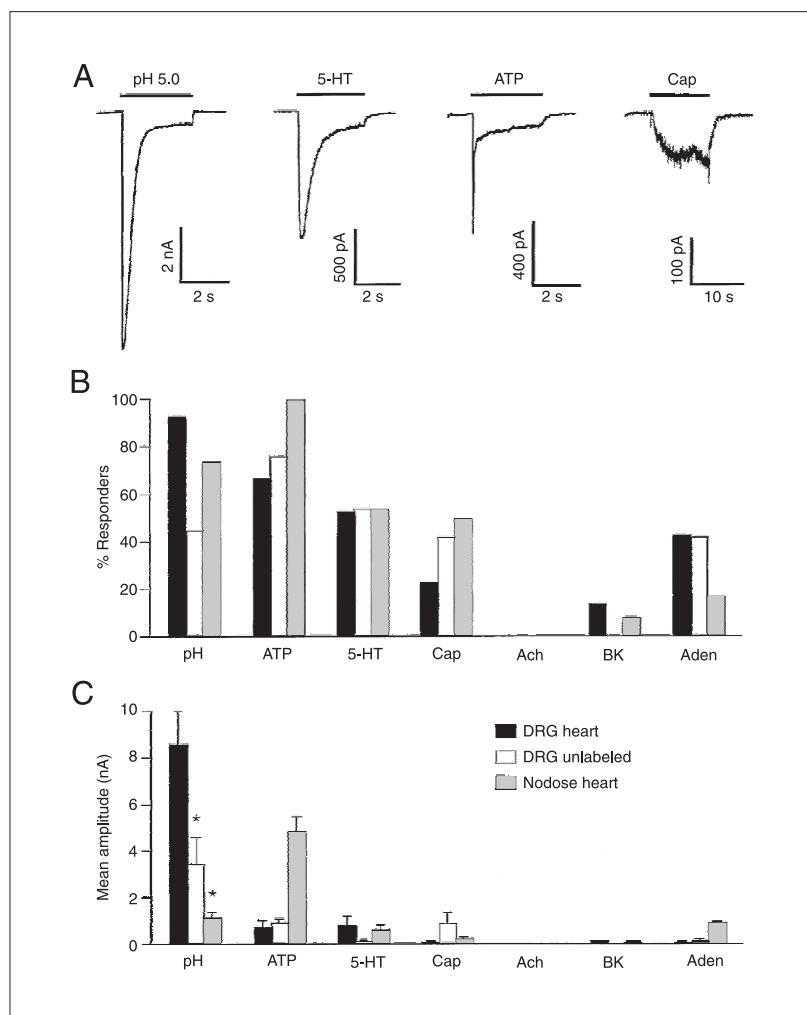 A
pH 5.0 5-HT ATP Cap
2 nA 500 pA 400 pA 100 pA
2 s 2 s 2 s 10 s
B
% Responders
100
80
60
40
20
0
pH ATP 5-HT Cap Ach BK Aden
C
Mean amplitude (nA)
10
8
6
4
2
0
DRG heart
DRG unlabeled
Nodose heart
*
*
pH ATP 5-HT Cap Ach BK Aden